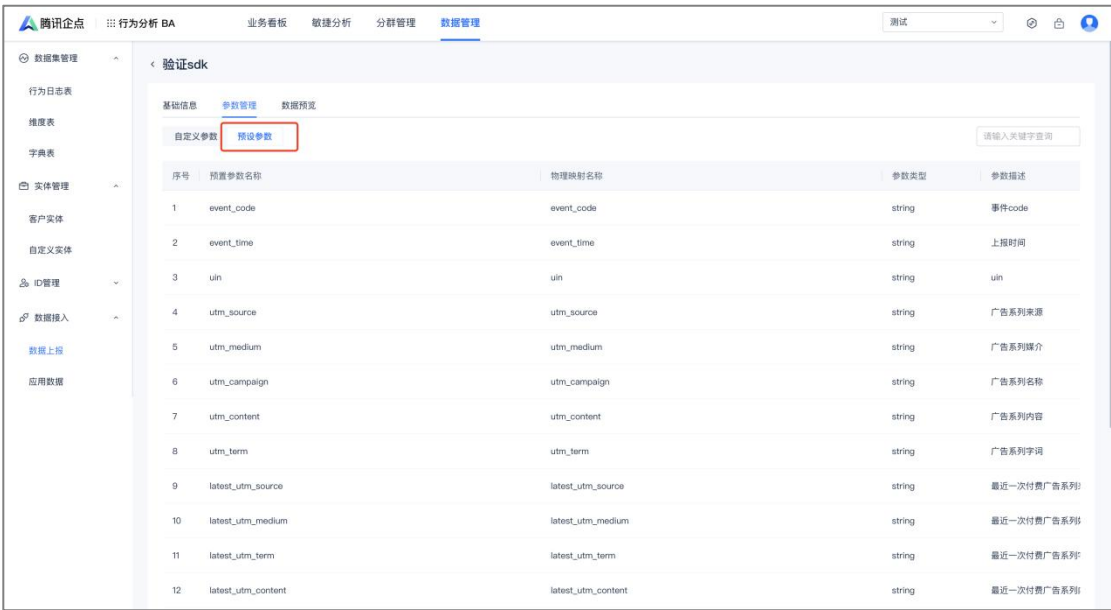 腾讯企点 行为分析 BA 业务看板 敏捷分析 分群管理 数据管理 测试
数据集管理
行为日志表
维度表
字典表
实体管理
客户实体
自定义实体
ID管理
数据接入
数据上报
应用数据
验证sdk
基础信息 参数管理 数据预览
自定义参数 预设参数 请输入关键字查询
序号 预置参数名称 物理映射名称 参数类型 参数描述
1 event_code event_code string 事件code
2 event_time event_time string 上报时间
3 uin uin string uin
4 utm_source utm_source string 广告系列来源
5 utm_medium utm_medium string 广告系列媒介
6 utm_campaign utm_campaign string 广告系列名称
7 utm_content utm_content string 广告系列内容
8 utm_term utm_term string 广告系列字词
9 latest_utm_source latest_utm_source string 最近一次付费广告系列
10 latest_utm_medium latest_utm_medium string 最近一次付费广告系列
11 latest_utm_term latest_utm_term string 最近一次付费广告系列
12 latest_utm_content latest_utm_content string 最近一次付费广告系列